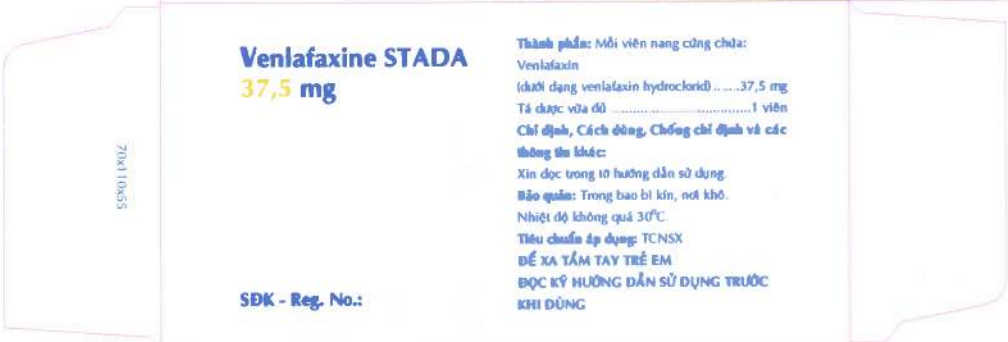 70x110x55
Venlafaxine STADA
37,5 mg
SĐK - Reg. No.:
Thành phần: Mỗi viên nang cứng chứa:
Venlafaxin
(dưới dạng venlafaxin hydroclorid) ......37,5 mg
Tá dược vừa đủ ....................................1 viên
Chỉ định, Cách dùng, Chống chỉ định và các
thông tin khác:
Xin đọc trong tờ hướng dẫn sử dụng.
Bảo quản: Trong bao bì kín, nơi khô.
Nhiệt độ không quá 30°C.
Tiêu chuẩn áp dụng: TCNSX
ĐỂ XA TẦM TAY TRẺ EM
ĐỌC KỸ HƯỚNG DẪN SỬ DỤNG TRƯỚC
KHI DÙNG